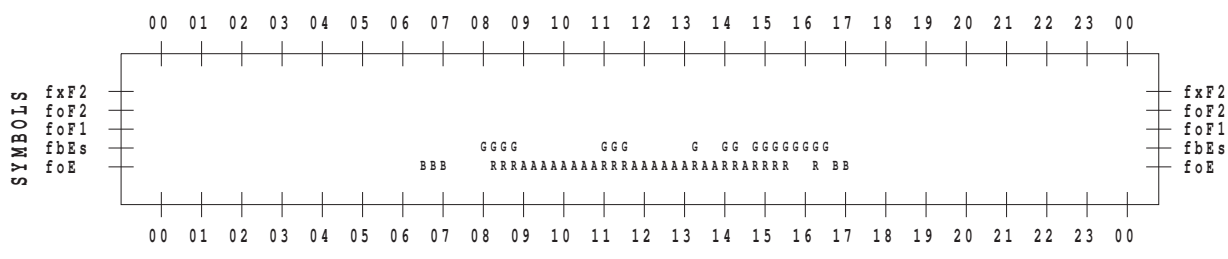 00 01 02 03 04 05 06 07 08 09 10 11 12 13 14 15 16 17 18 19 20 21 22 23 00
SYMBOLS
fxF2 fxF2
foF2 foF2
foF1 foF1
fbEs GGGG GGG G GG GGGGGGGG fbEs
foE BBB RRRAAAAAAAARRRAAAAAARAARRARRRR R BB foE
00 01 02 03 04 05 06 07 08 09 10 11 12 13 14 15 16 17 18 19 20 21 22 23 00